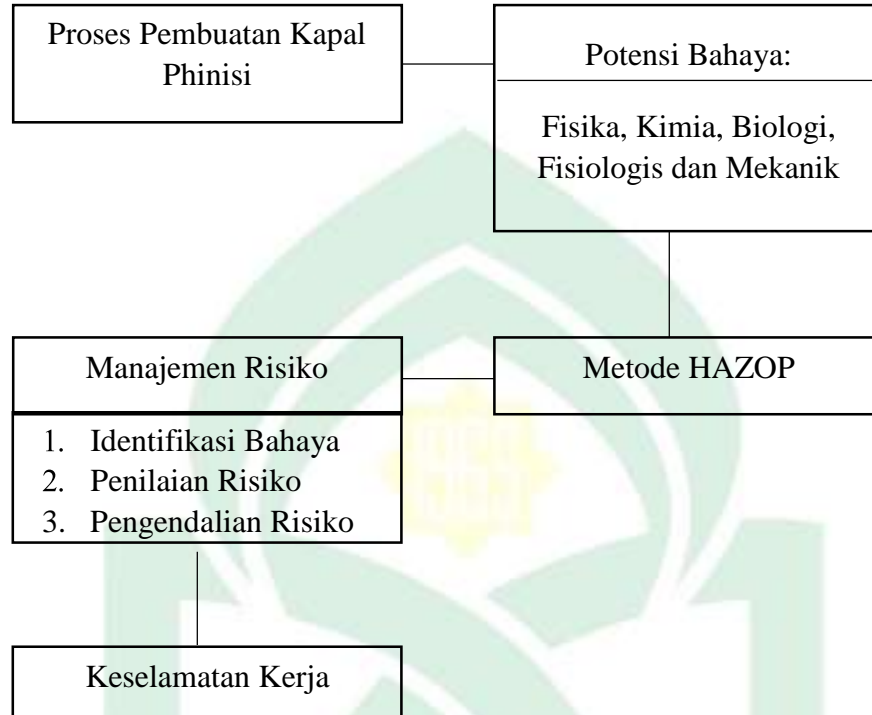 Proses Pembuatan Kapal
Phinisi
Potensi Bahaya:
Fisika, Kimia, Biologi,
Fisiologis dan Mekanik
Manajemen Risiko
Metode HAZOP
1. Identifikasi Bahaya
2. Penilaian Risiko
3. Pengendalian Risiko
Keselamatan Kerja